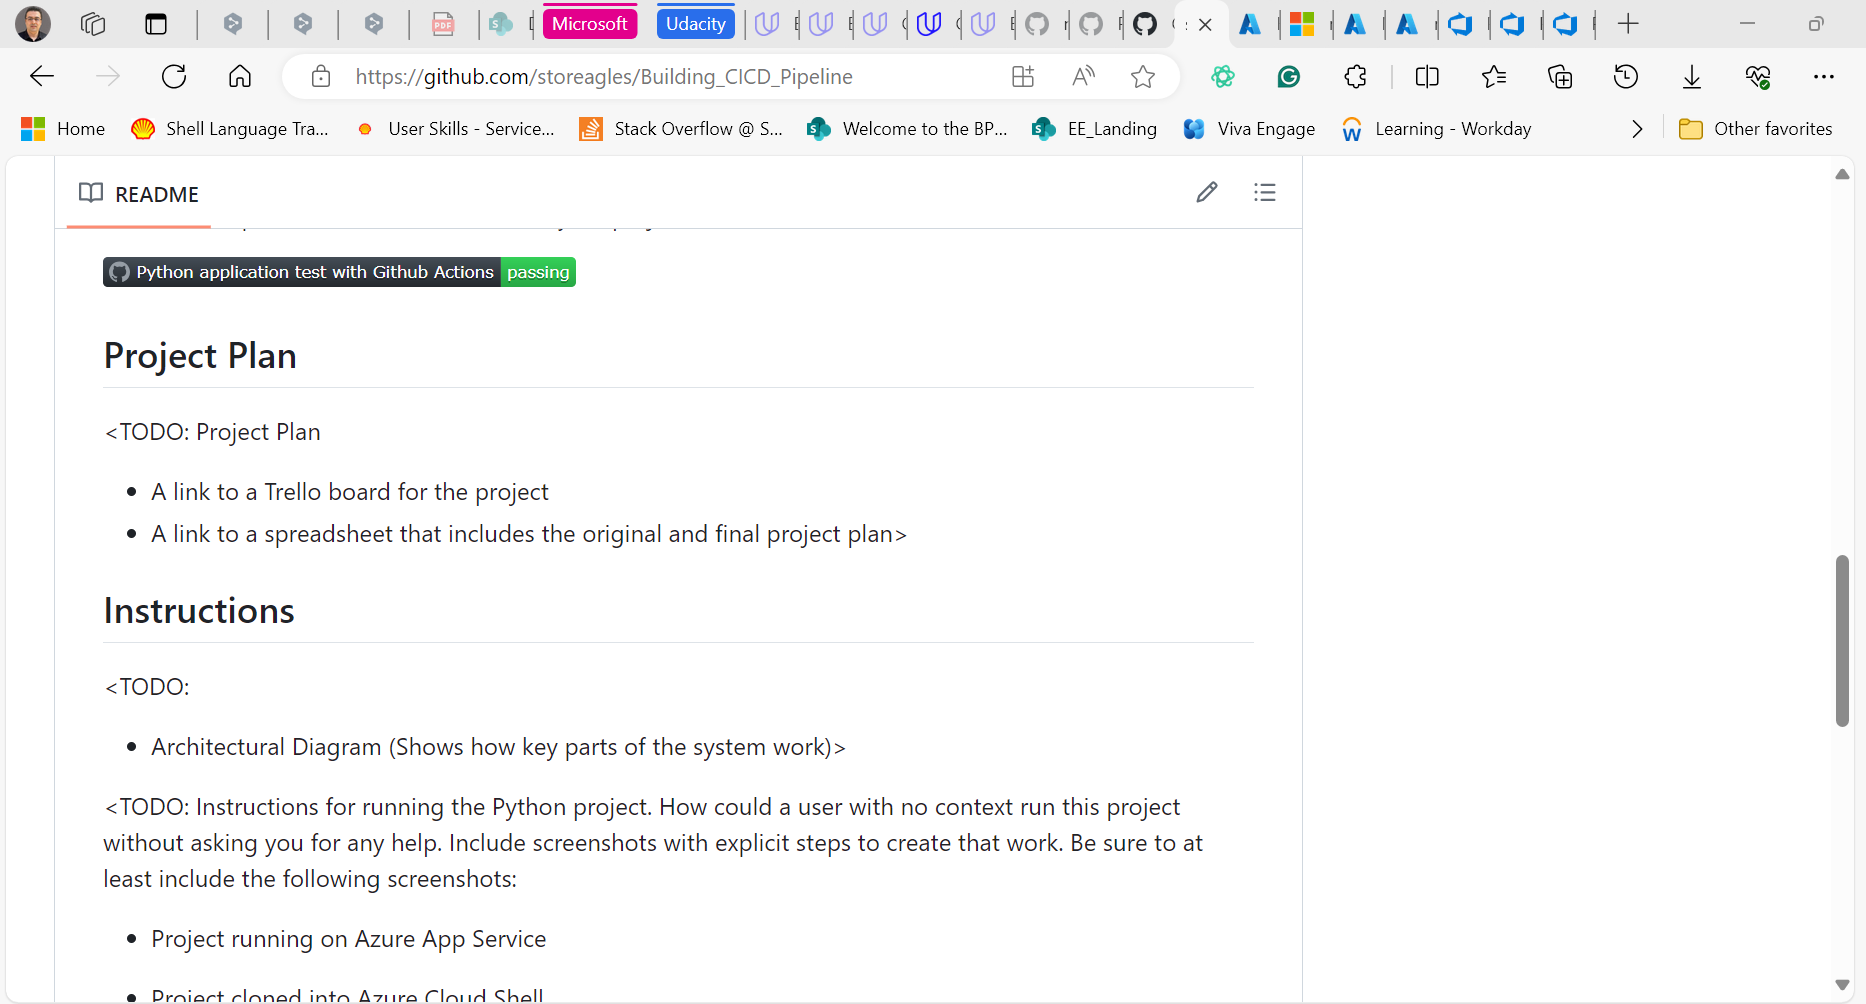 Microsoft
Udacity
https://github.com/storeagles/Building_CICD_Pipeline
Home
Shell Language Tra...
User Skills - Service...
Stack Overflow @ S...
Welcome to the BP...
EE_Landing
Viva Engage
Learning - Workday
Other favorites
README
Python application test with Github Actions passing
Project Plan
<TODO: Project Plan
• A link to a Trello board for the project
• A link to a spreadsheet that includes the original and final project plan>
Instructions
<TODO:
• Architectural Diagram (Shows how key parts of the system work)>
<TODO: Instructions for running the Python project. How could a user with no context run this project
without asking you for any help. Include screenshots with explicit steps to create that work. Be sure to at
least include the following screenshots:
• Project running on Azure App Service
• Project cloned into Azure Cloud Shell